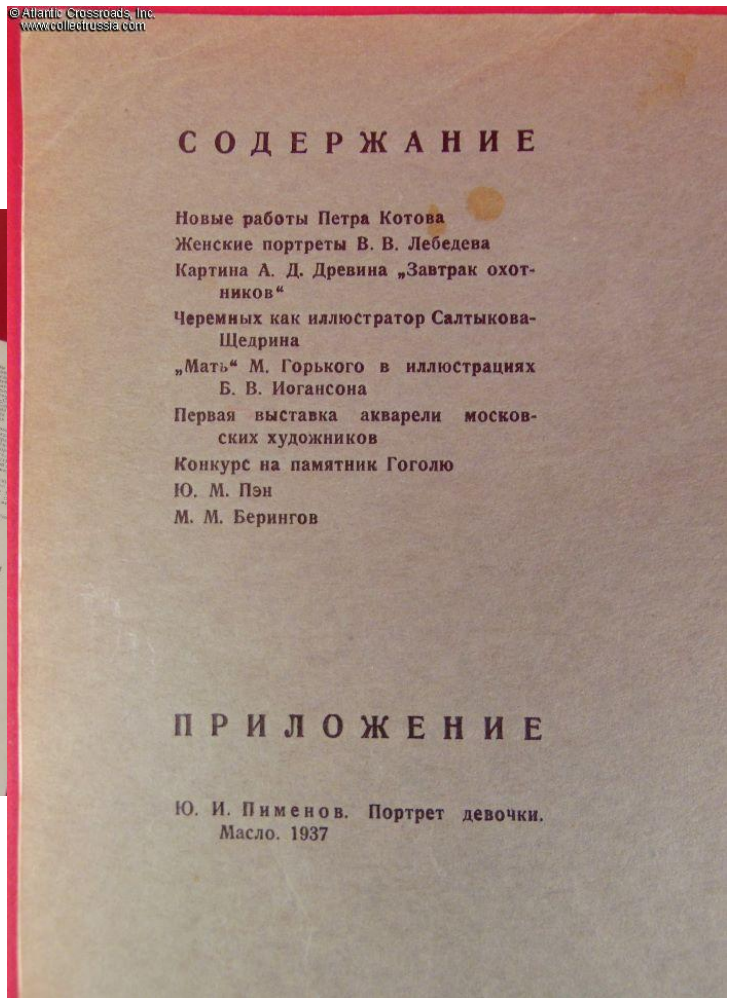 © Atlantic Crossroads, Inc.
www.collectrussia.com
СОДЕРЖАНИЕ
Новые работы Петра Котова
Женские портреты В. В. Лебедева
Картина А. Д. Древина „Завтрак охот-
ников“
Черемных как иллюстратор Салтыкова-
Щедрина
„Мать“ М. Горького в иллюстрациях
Б. В. Иогансона
Первая выставка акварели москов-
ских художников
Конкурс на памятник Гоголю
Ю. М. Пэн
М. М. Берингов
ПРИЛОЖЕНИЕ
Ю. И. Пименов. Портрет девочки.
Масло. 1937